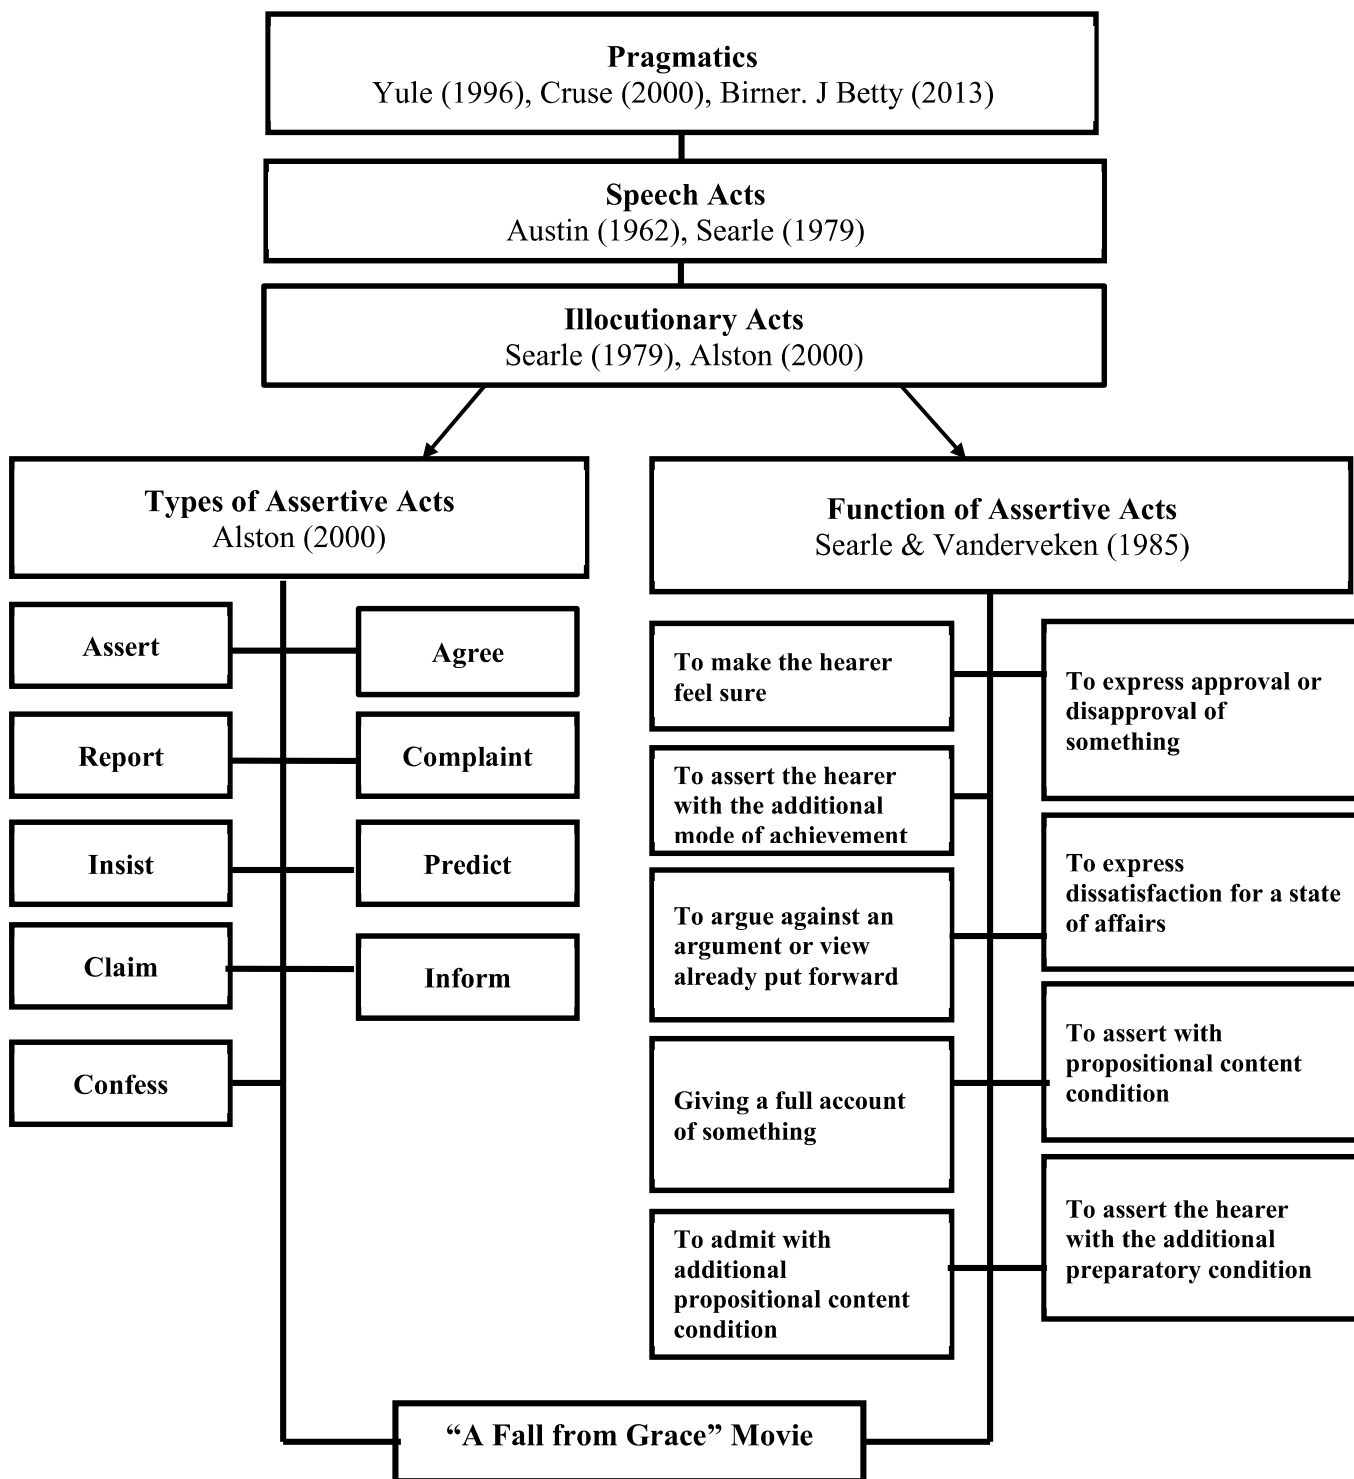 Pragmatics
Yule (1996), Cruse (2000), Birner. J Betty (2013)
Speech Acts
Austin (1962), Searle (1979)
Illocutionary Acts
Searle (1979), Alston (2000)
Types of Assertive Acts
Alston (2000)
Assert
Agree
Report
Complaint
Insist
Predict
Claim
Inform
Confess
Function of Assertive Acts
Searle & Vanderveken (1985)
To make the hearer
feel sure
To express approval or
disapproval of
something
To assert the hearer
with the additional
mode of achievement
To express
dissatisfaction for a state
of affairs
To argue against an
argument or view
already put forward
To assert with
propositional content
condition
Giving a full account
of something
To assert the hearer
with the additional
preparatory condition
To admit with
additional
propositional content
condition
“A Fall from Grace” Movie